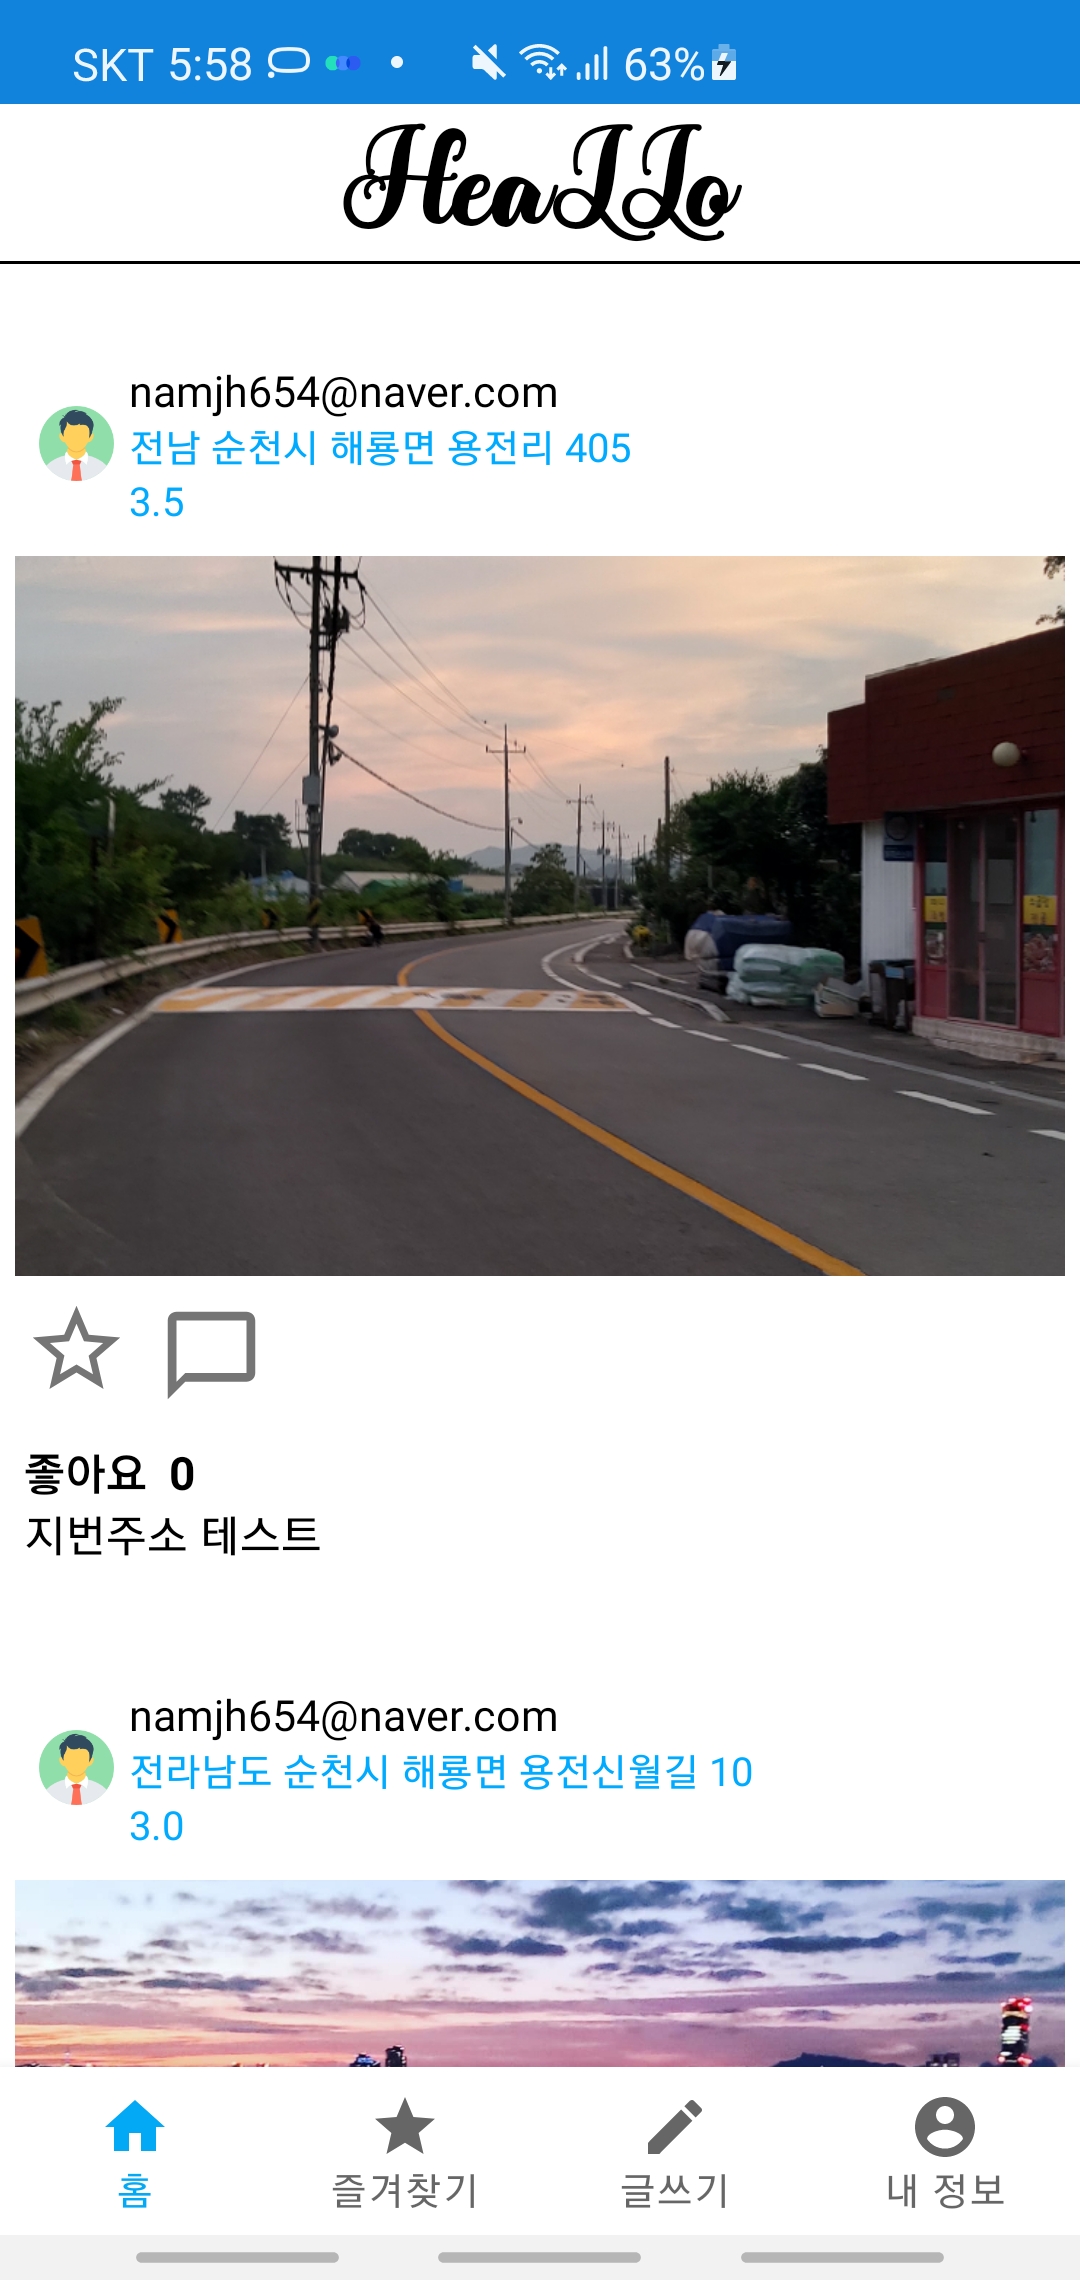 SKT 5:58 63%
HeaLLo
namjh654@naver.com
전남 순천시 해룡면 용전리 405
3.5
좋아요 0
지번주소 테스트
namjh654@naver.com
전라남도 순천시 해룡면 용전신월길 10
3.0
홈 즐겨찾기 글쓰기 내 정보